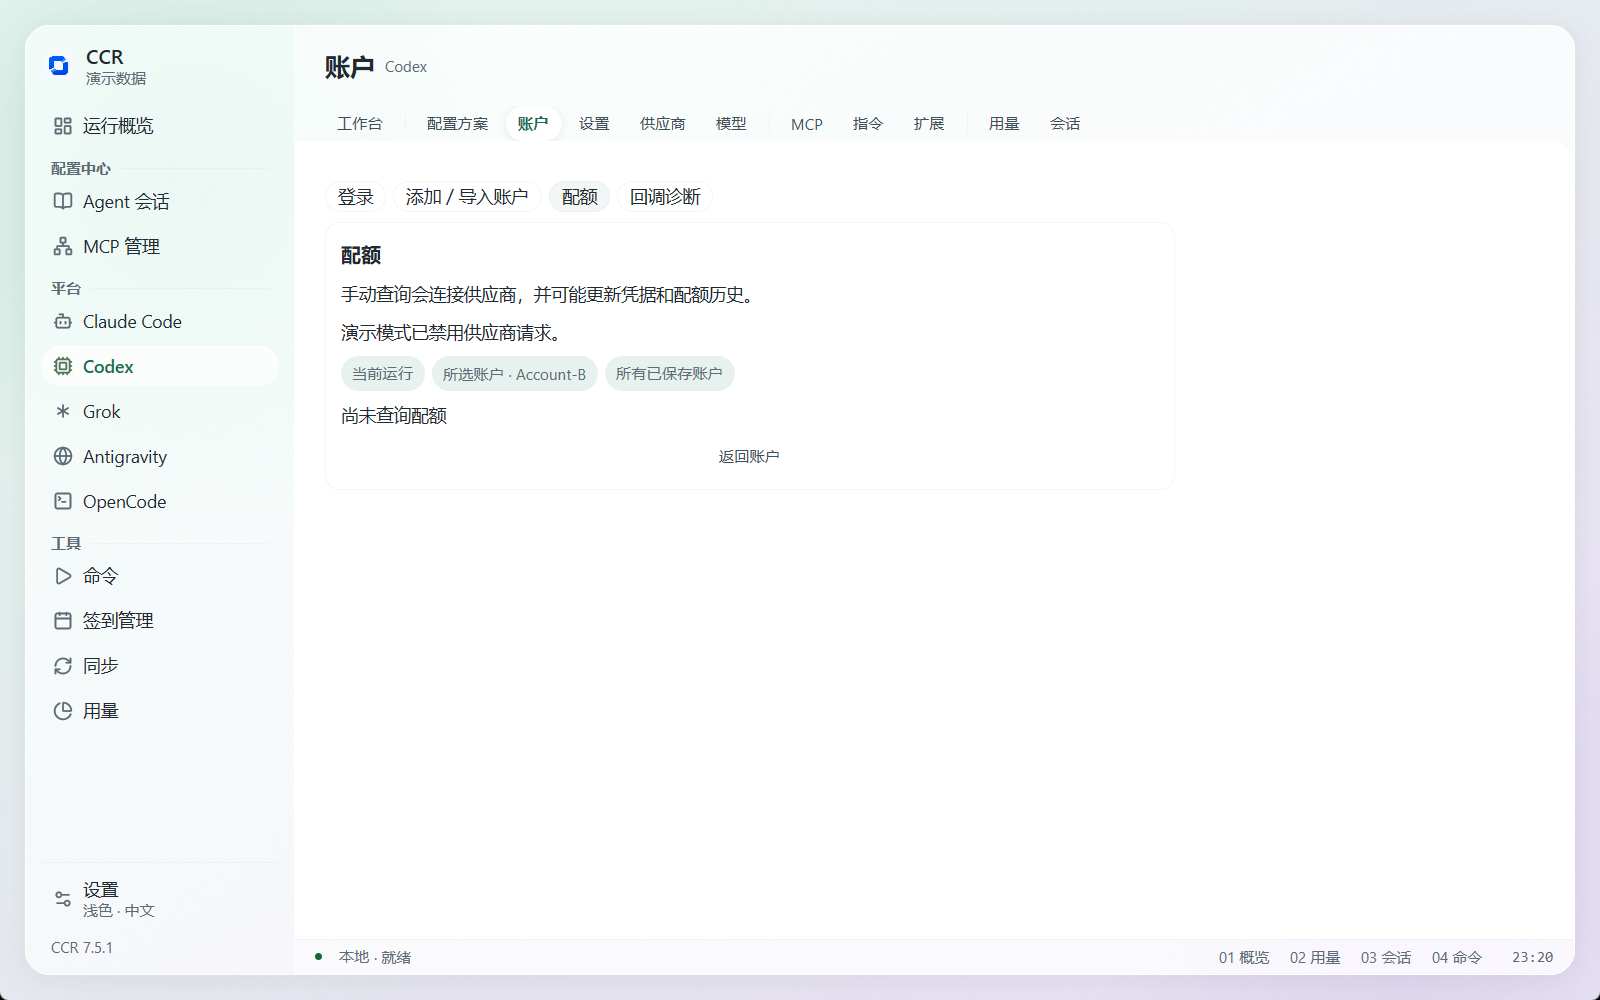 CCR
演示数据
运行概览
配置中心
Agent 会话
MCP 管理
平台
Claude Code
Codex
Grok
Antigravity
OpenCode
工具
命令
签到管理
同步
用量
设置
浅色 · 中文
CCR 7.5.1
账户 Codex
工作台 配置方案 账户 设置 供应商 模型 MCP 指令 扩展 用量 会话
登录 添加 / 导入账户 配额 回调诊断
配额
手动查询会连接供应商，并可能更新凭据和配额历史。
演示模式已禁用供应商请求。
当前运行 所选账户 · Account-B 所有已保存账户
尚未查询配额
返回账户
本地 · 就绪
01 概览 02 用量 03 会话 04 命令 23:20